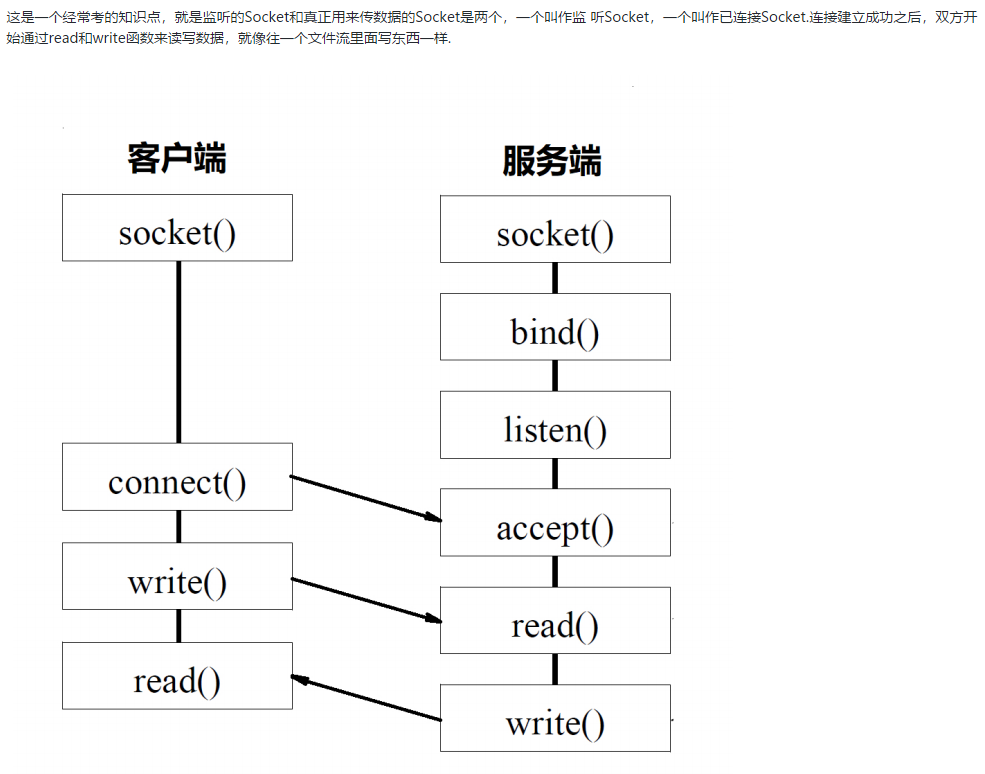 这是一个经常考的知识点，就是监听的Socket和真正用来传数据的Socket是两个，一个叫作监 听Socket，一个叫作已连接Socket.连接建立成功之后，双方开
始通过read和write函数来读写数据，就像往一个文件流里面写东西一样.
客户端
服务端
socket()
socket()
bind()
listen()
connect()
accept()
write()
read()
read()
write()